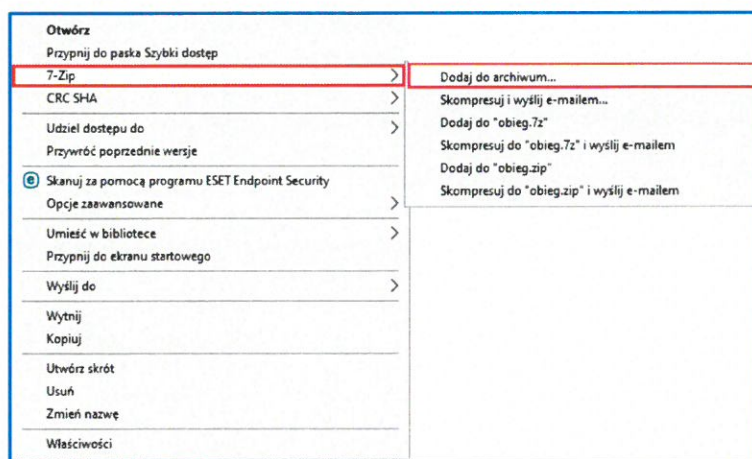 Otwórz
Przypnij do paska Szybki dostęp
7-Zip
CRC SHA
Udziel dostępu do
Przywróć poprzednie wersje
Skanuj za pomocą programu ESET Endpoint Security
Opcje zaawansowane
Umieść w bibliotece
Przypnij do ekranu startowego
Wyślij do
Wytnij
Kopiuj
Utwórz skrót
Usuń
Zmień nazwę
Właściwości
Dodaj do archiwum...
Skompresuj i wyślij e-mailem...
Dodaj do "obieg.7z"
Skompresuj do "obieg.7z" i wyślij e-mailem
Dodaj do "obieg.zip"
Skompresuj do "obieg.zip" i wyślij e-mailem